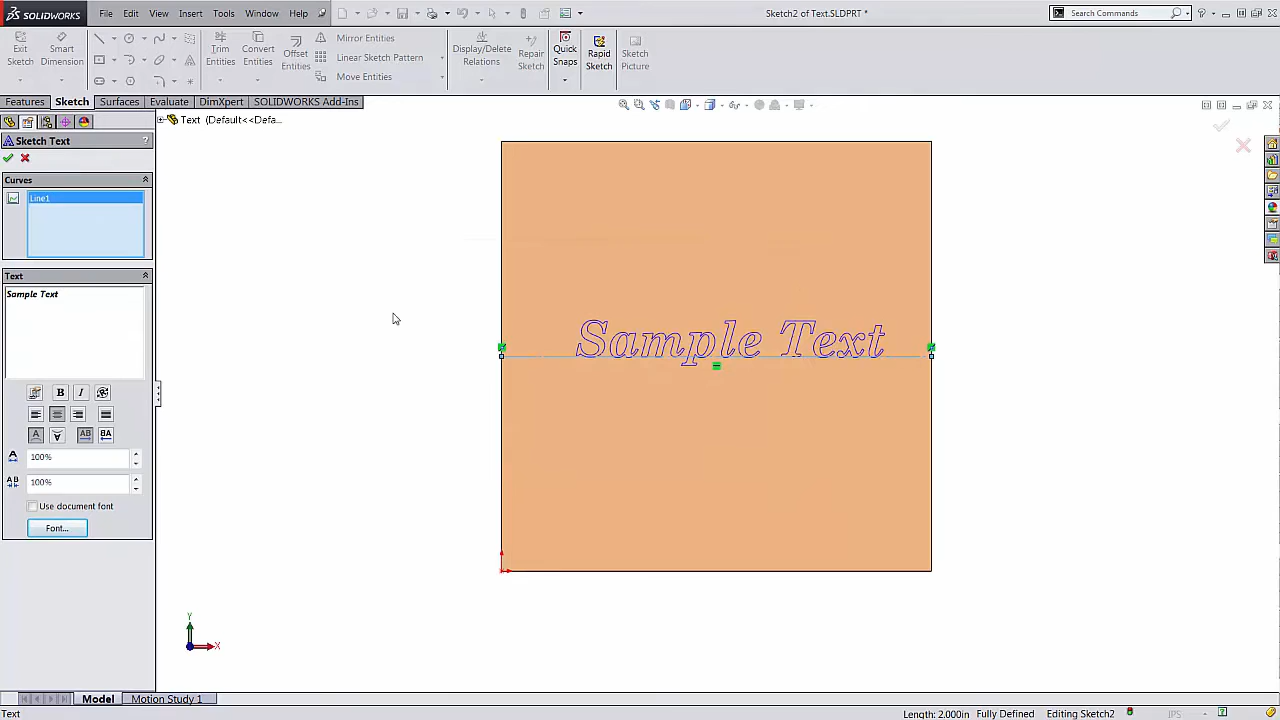 SOLIDWORKS File Edit View Insert Tools Window Help Sketch2 of Text.SLDPRT * Search Commands
Exit Sketch Smart Dimension Trim Entities Convert Entities Offset Entities Mirror Entities Linear Sketch Pattern Move Entities Display/Delete Relations Repair Sketch Quick Snaps Rapid Sketch Sketch Picture
Features Sketch Surfaces Evaluate DimXpert SOLIDWORKS Add-Ins
Text (Default<<Defa...
Sketch Text ?
Curves
Line1
Text
Sample Text
Sample Text
B I
A AB BA
100%
100%
Use document font
Font...
Y
X
Model Motion Study 1
Text Length: 2.000in Fully Defined Editing Sketch2 IPS